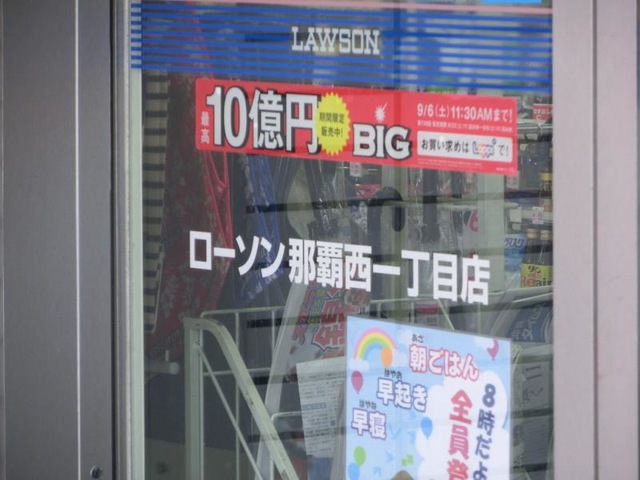 LAWSON
最高10億円
期間限定
販売中!
BIG
9/6(土)11:30AMまで!
お買い求めは Loppi で!
ローソン那覇西一丁目店
あさ
朝ごはん
はやお
早起き
はやね
早寝
8時だよ
全員登